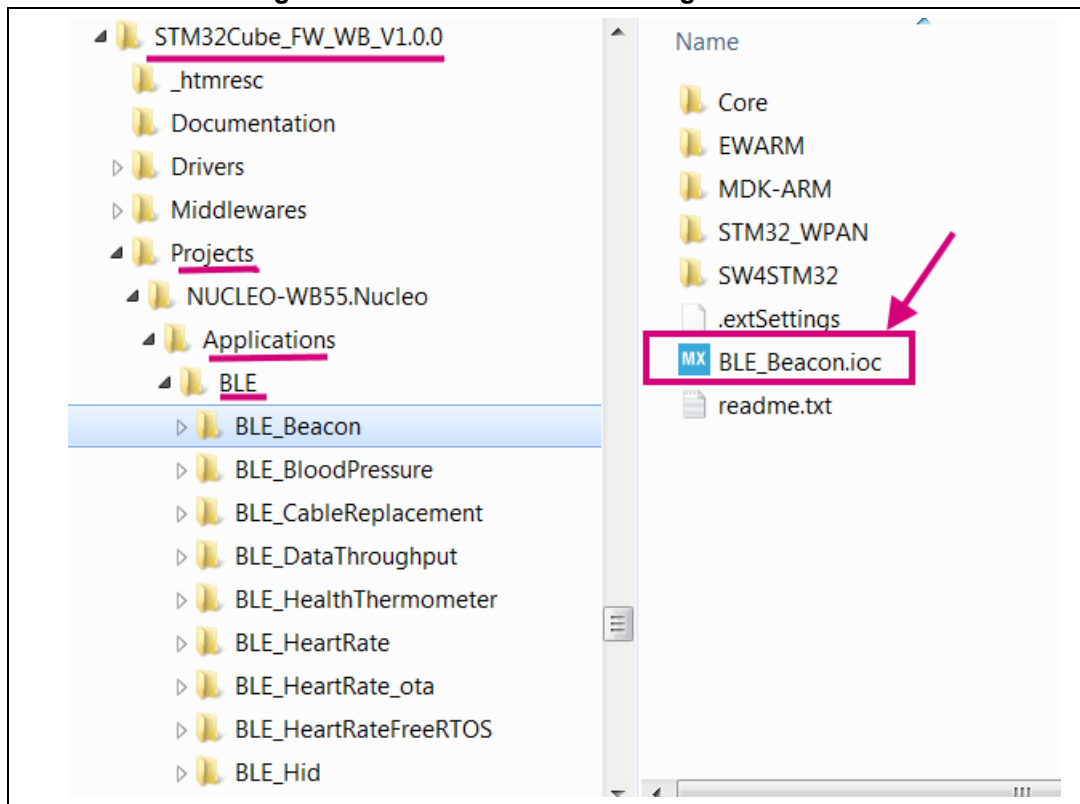 STM32Cube_FW_WB_V1.0.0
_htmresc
Documentation
Drivers
Middlewares
Projects
NUCLEO-WB55.Nucleo
Applications
BLE
BLE_Beacon
BLE_BloodPressure
BLE_CableReplacement
BLE_DataThroughput
BLE_HealthThermometer
BLE_HeartRate
BLE_HeartRate_ota
BLE_HeartRateFreeRTOS
BLE_Hid
Name
Core
EWARM
MDK-ARM
STM32_WPAN
SW4STM32
.extSettings
MX BLE_Beacon.ioc
readme.txt